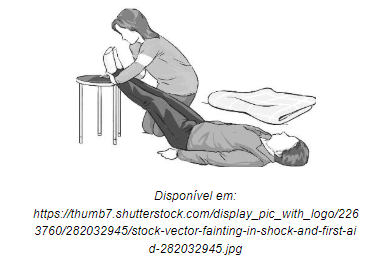 Disponível em:
https://thumb7.shutterstock.com/display_pic_with_logo/226
3760/282032945/stock-vector-fainting-in-shock-and-first-ai
d-282032945.jpg